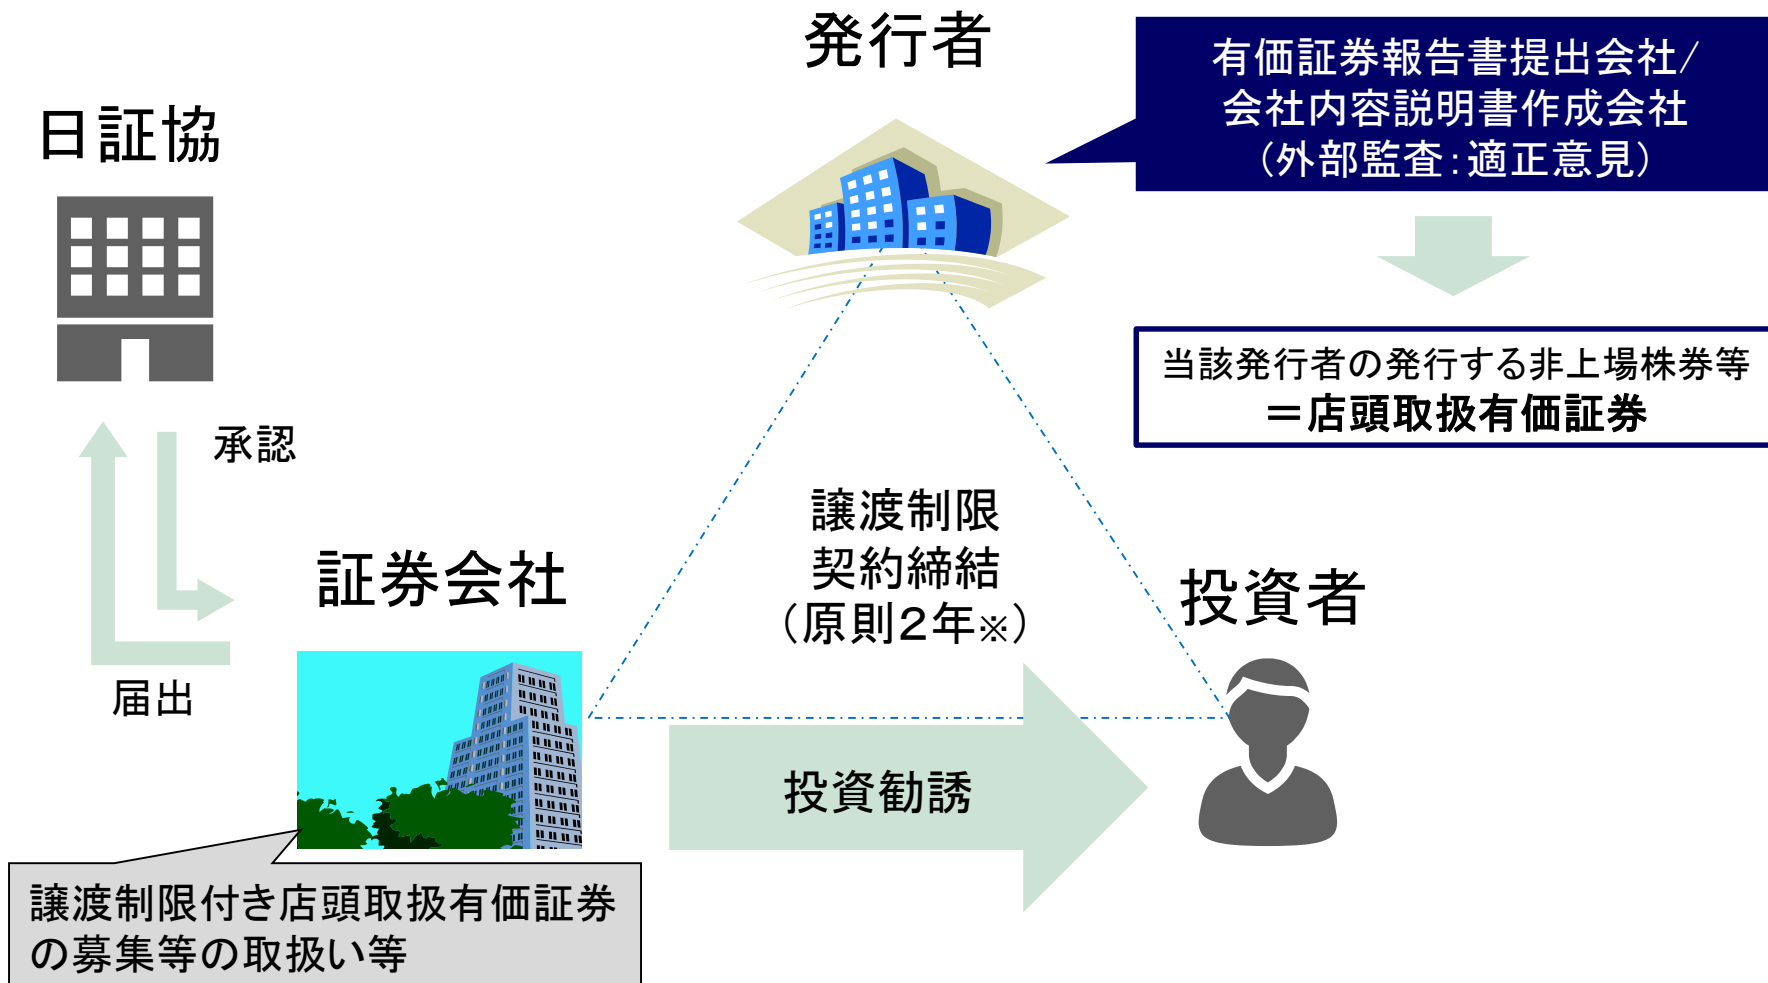 発行者
有価証券報告書提出会社/
会社内容説明書作成会社
（外部監査：適正意見）
日証協
当該発行者の発行する非上場株券等
＝店頭取扱有価証券
承認
譲渡制限
契約締結
（原則２年※）
証券会社
投資者
届出
投資勧誘
譲渡制限付き店頭取扱有価証券
の募集等の取扱い等